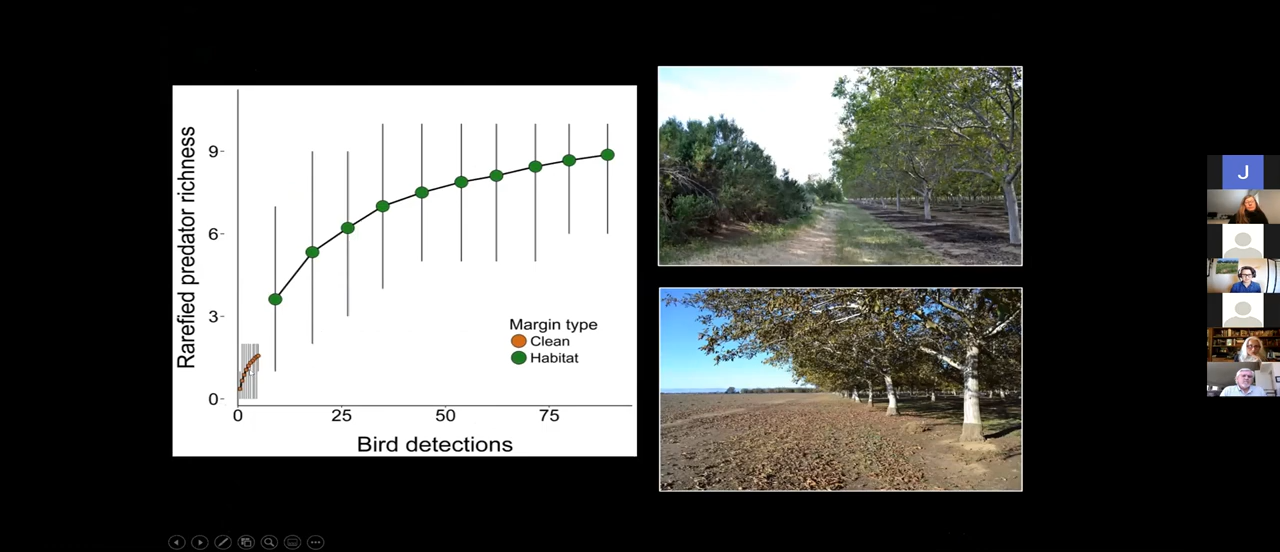 Rarefied predator richness
9
6
3
0
0 25 50 75
Bird detections
Margin type
Clean
Habitat
J